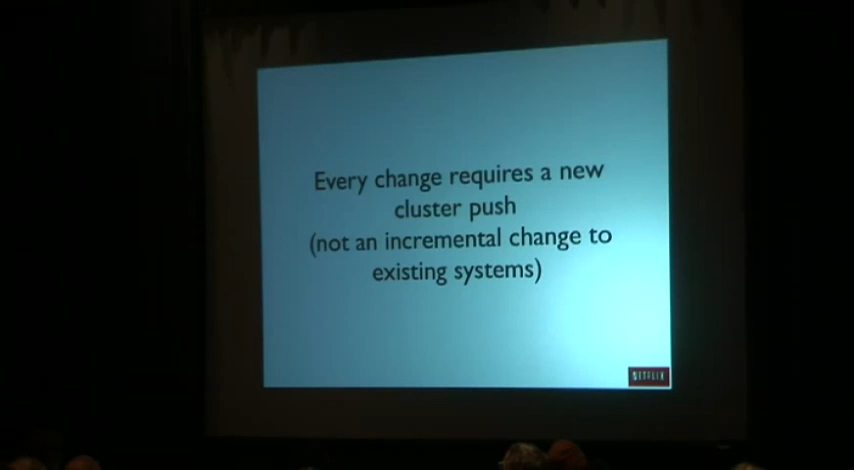 Every change requires a new
cluster push
(not an incremental change to
existing systems)
NETFLIX